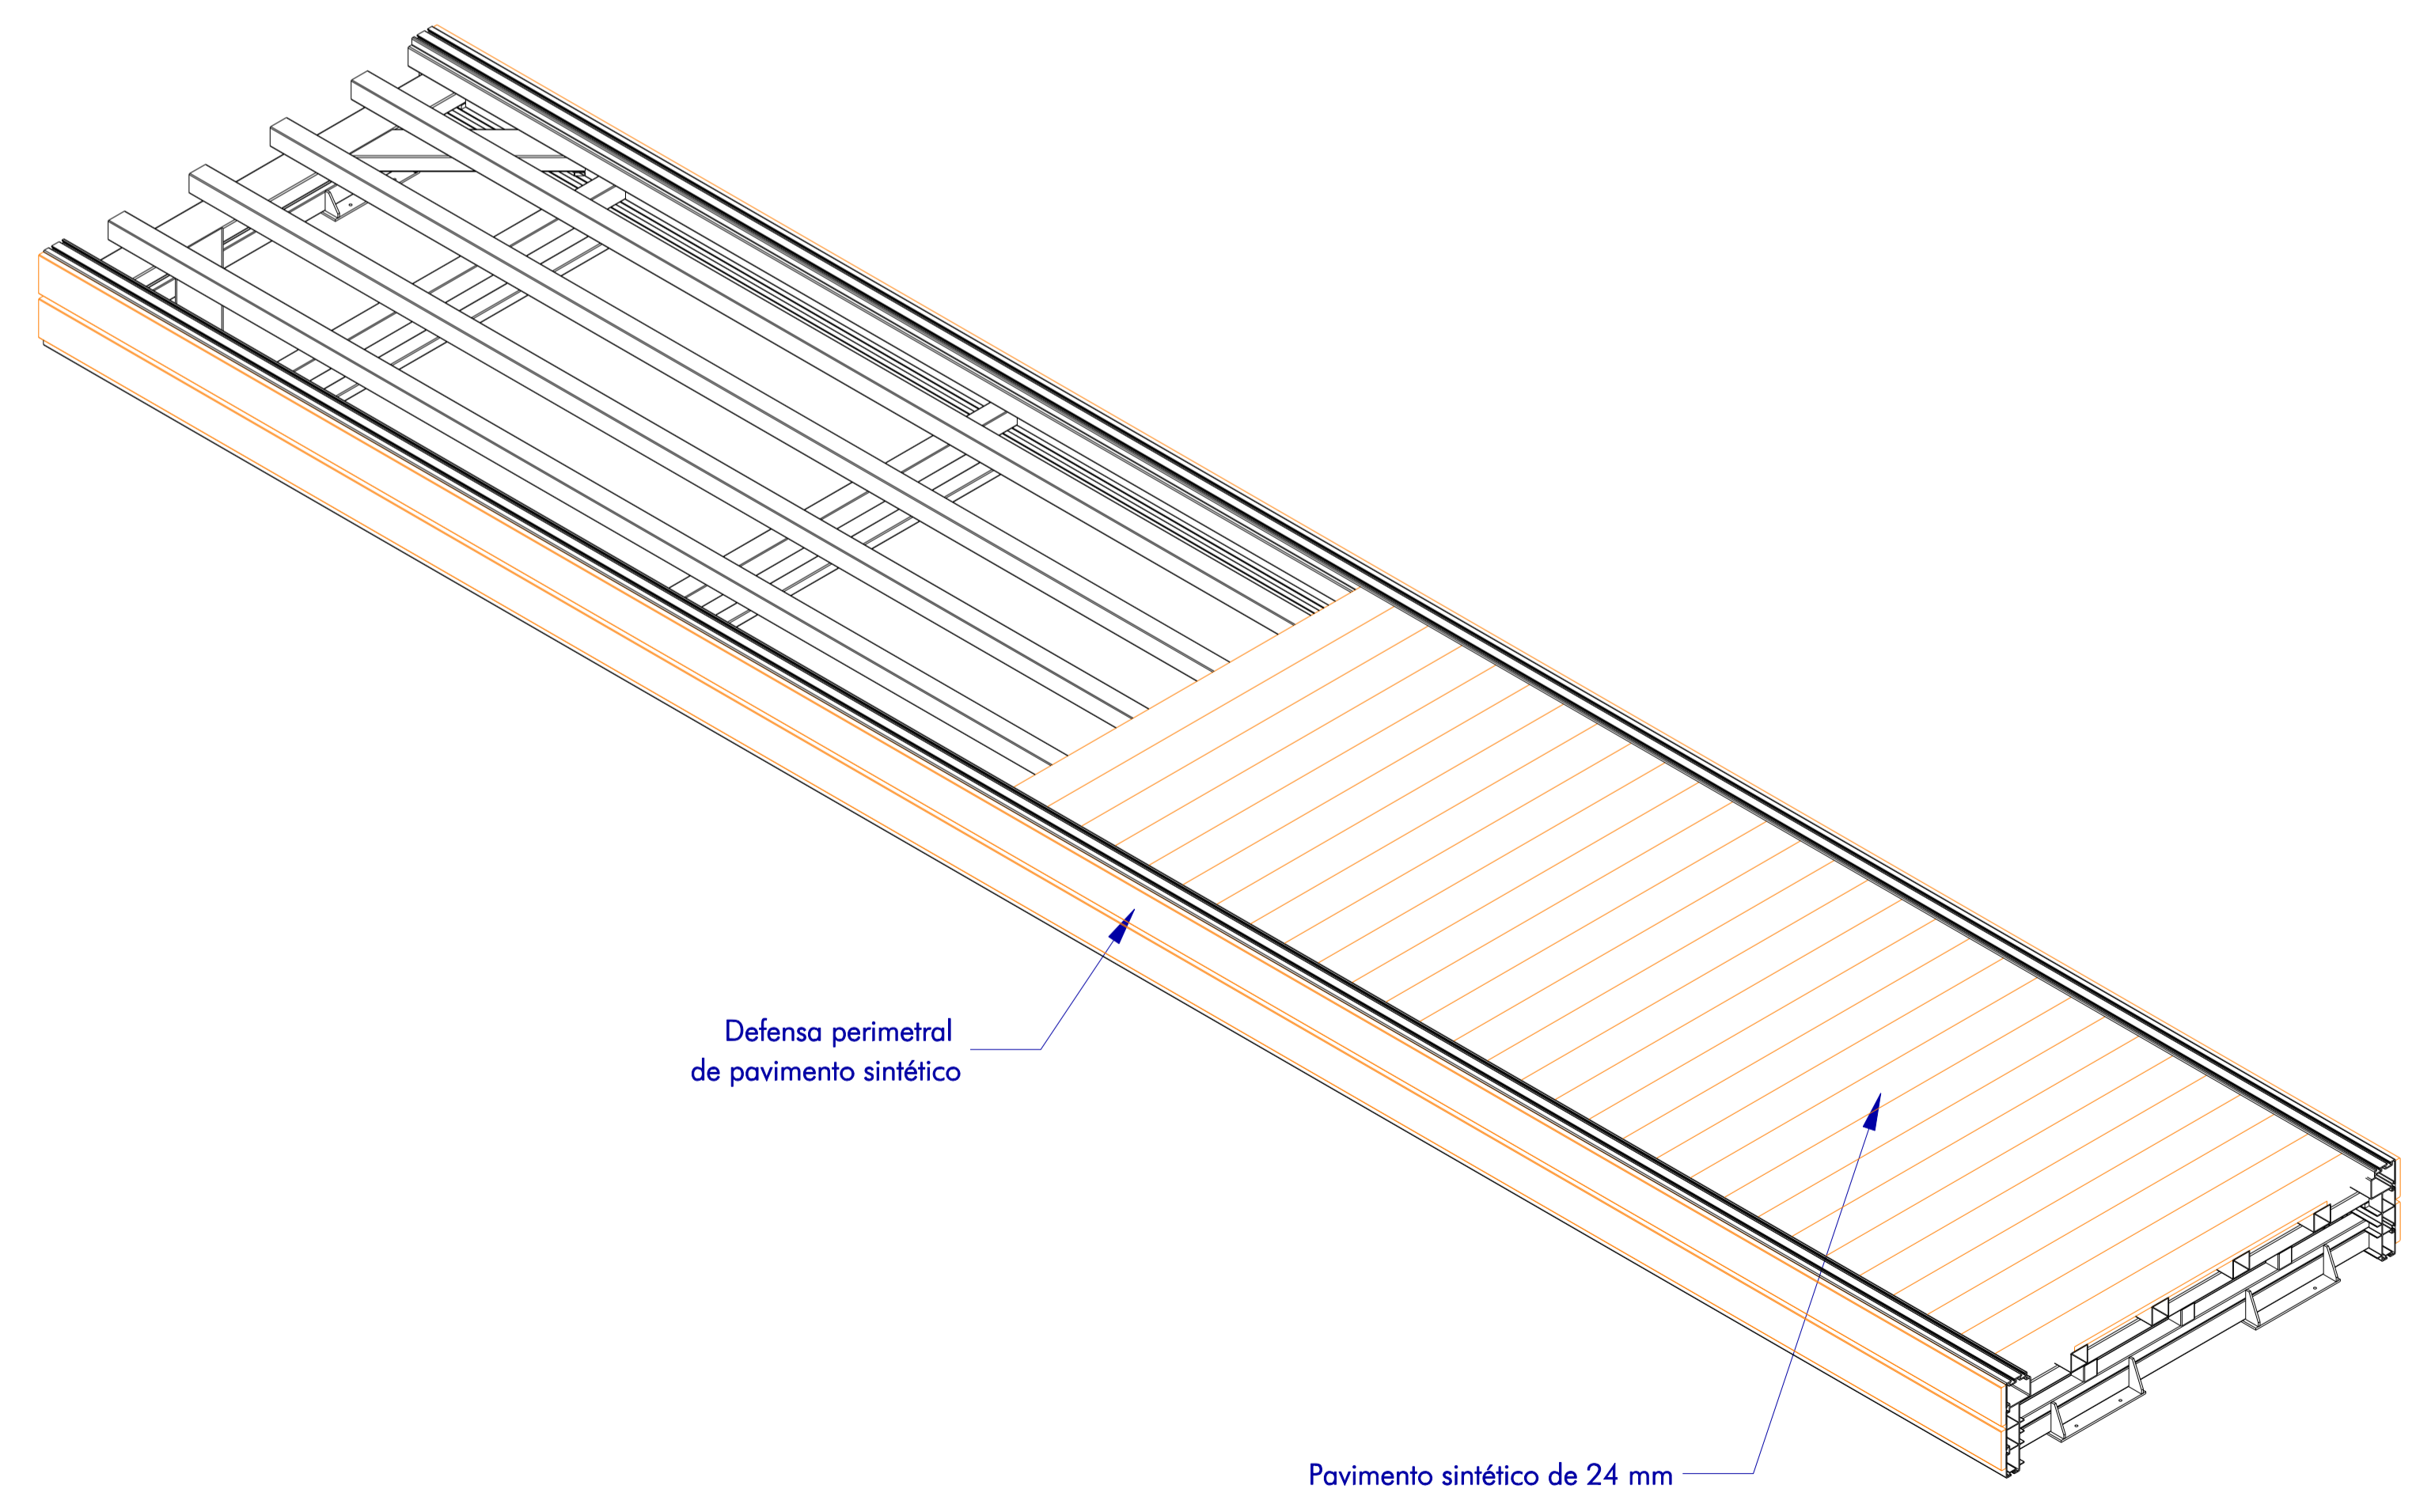 Defensa perimetral
de pavimento sintético
Pavimento sintético de 24 mm